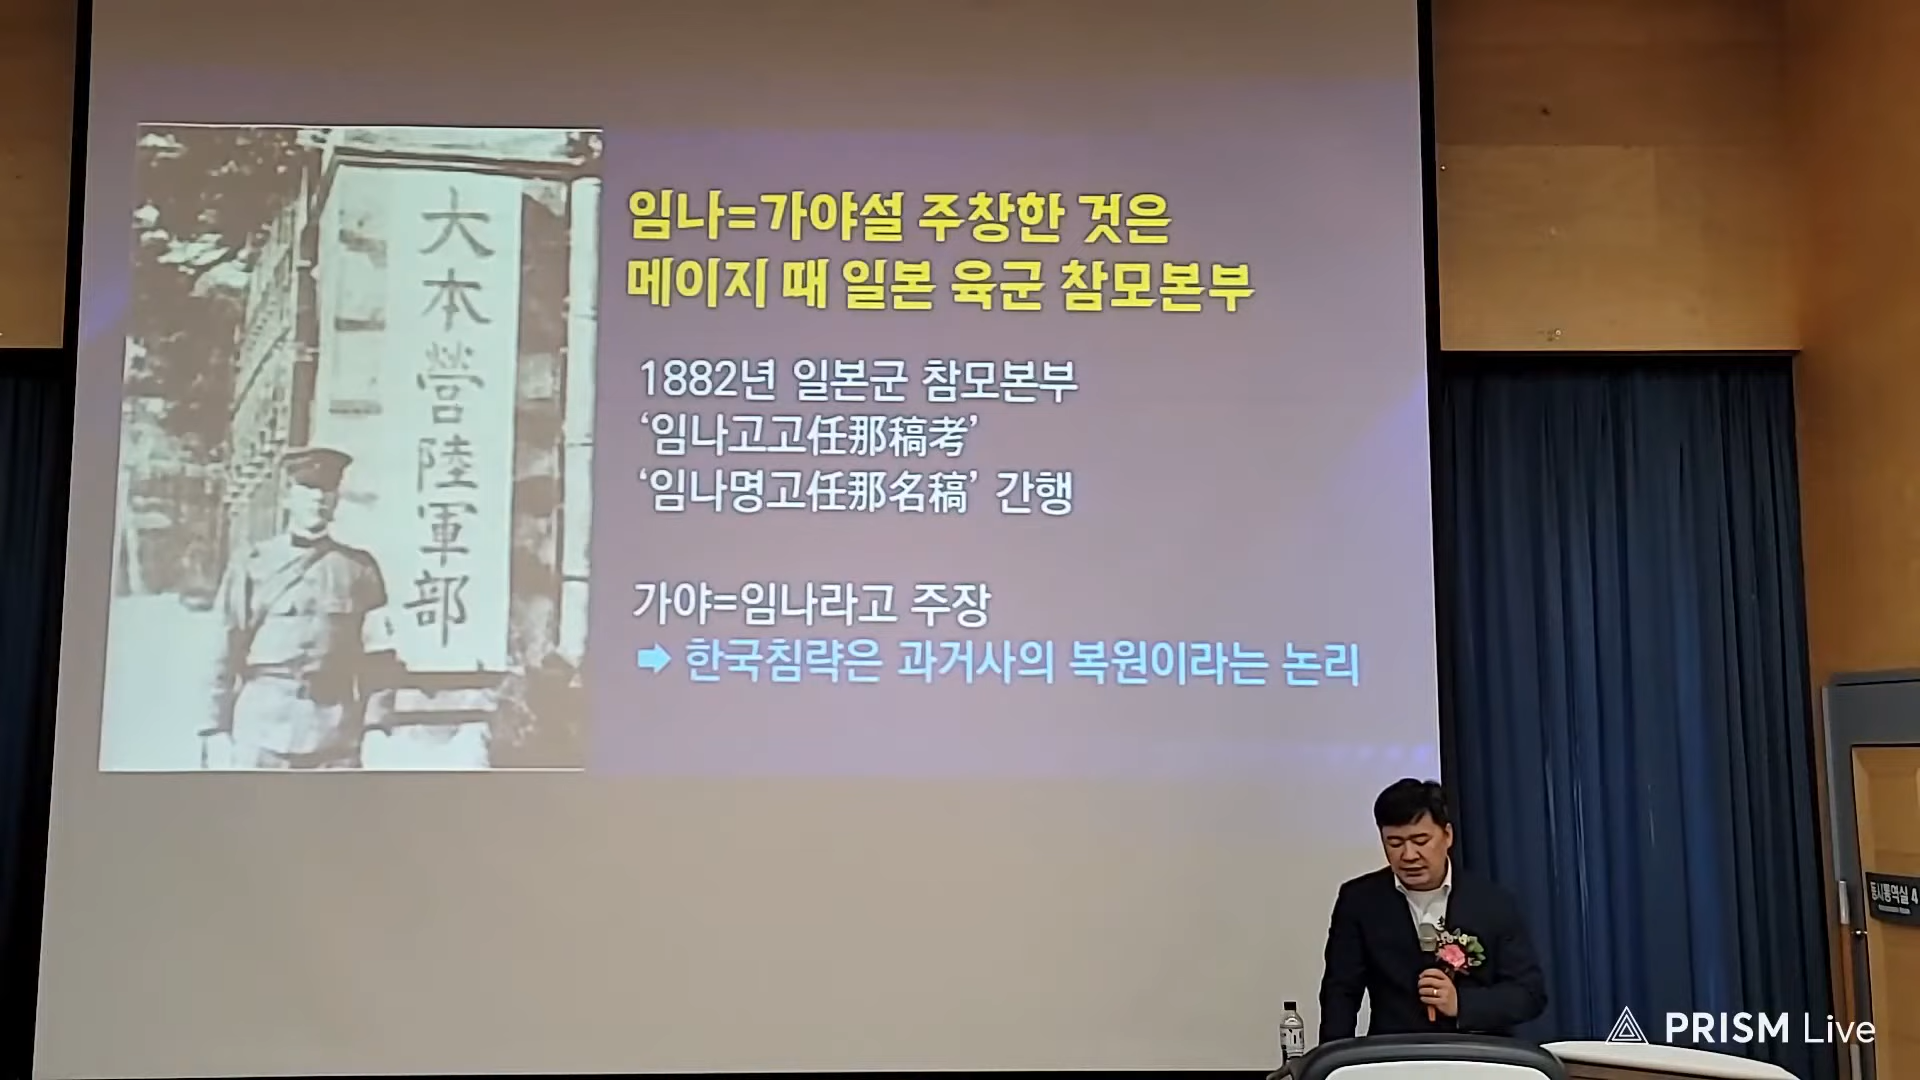 大本營陸軍部
임나=가야설 주창한 것은
메이지 때 일본 육군 참모본부
1882년 일본군 참모본부
‘임나고고任那稿考’
‘임나명고任那名稿’ 간행
가야=임나라고 주장
➡ 한국침략은 과거사의 복원이라는 논리
동시통역실 4
PRISM Live